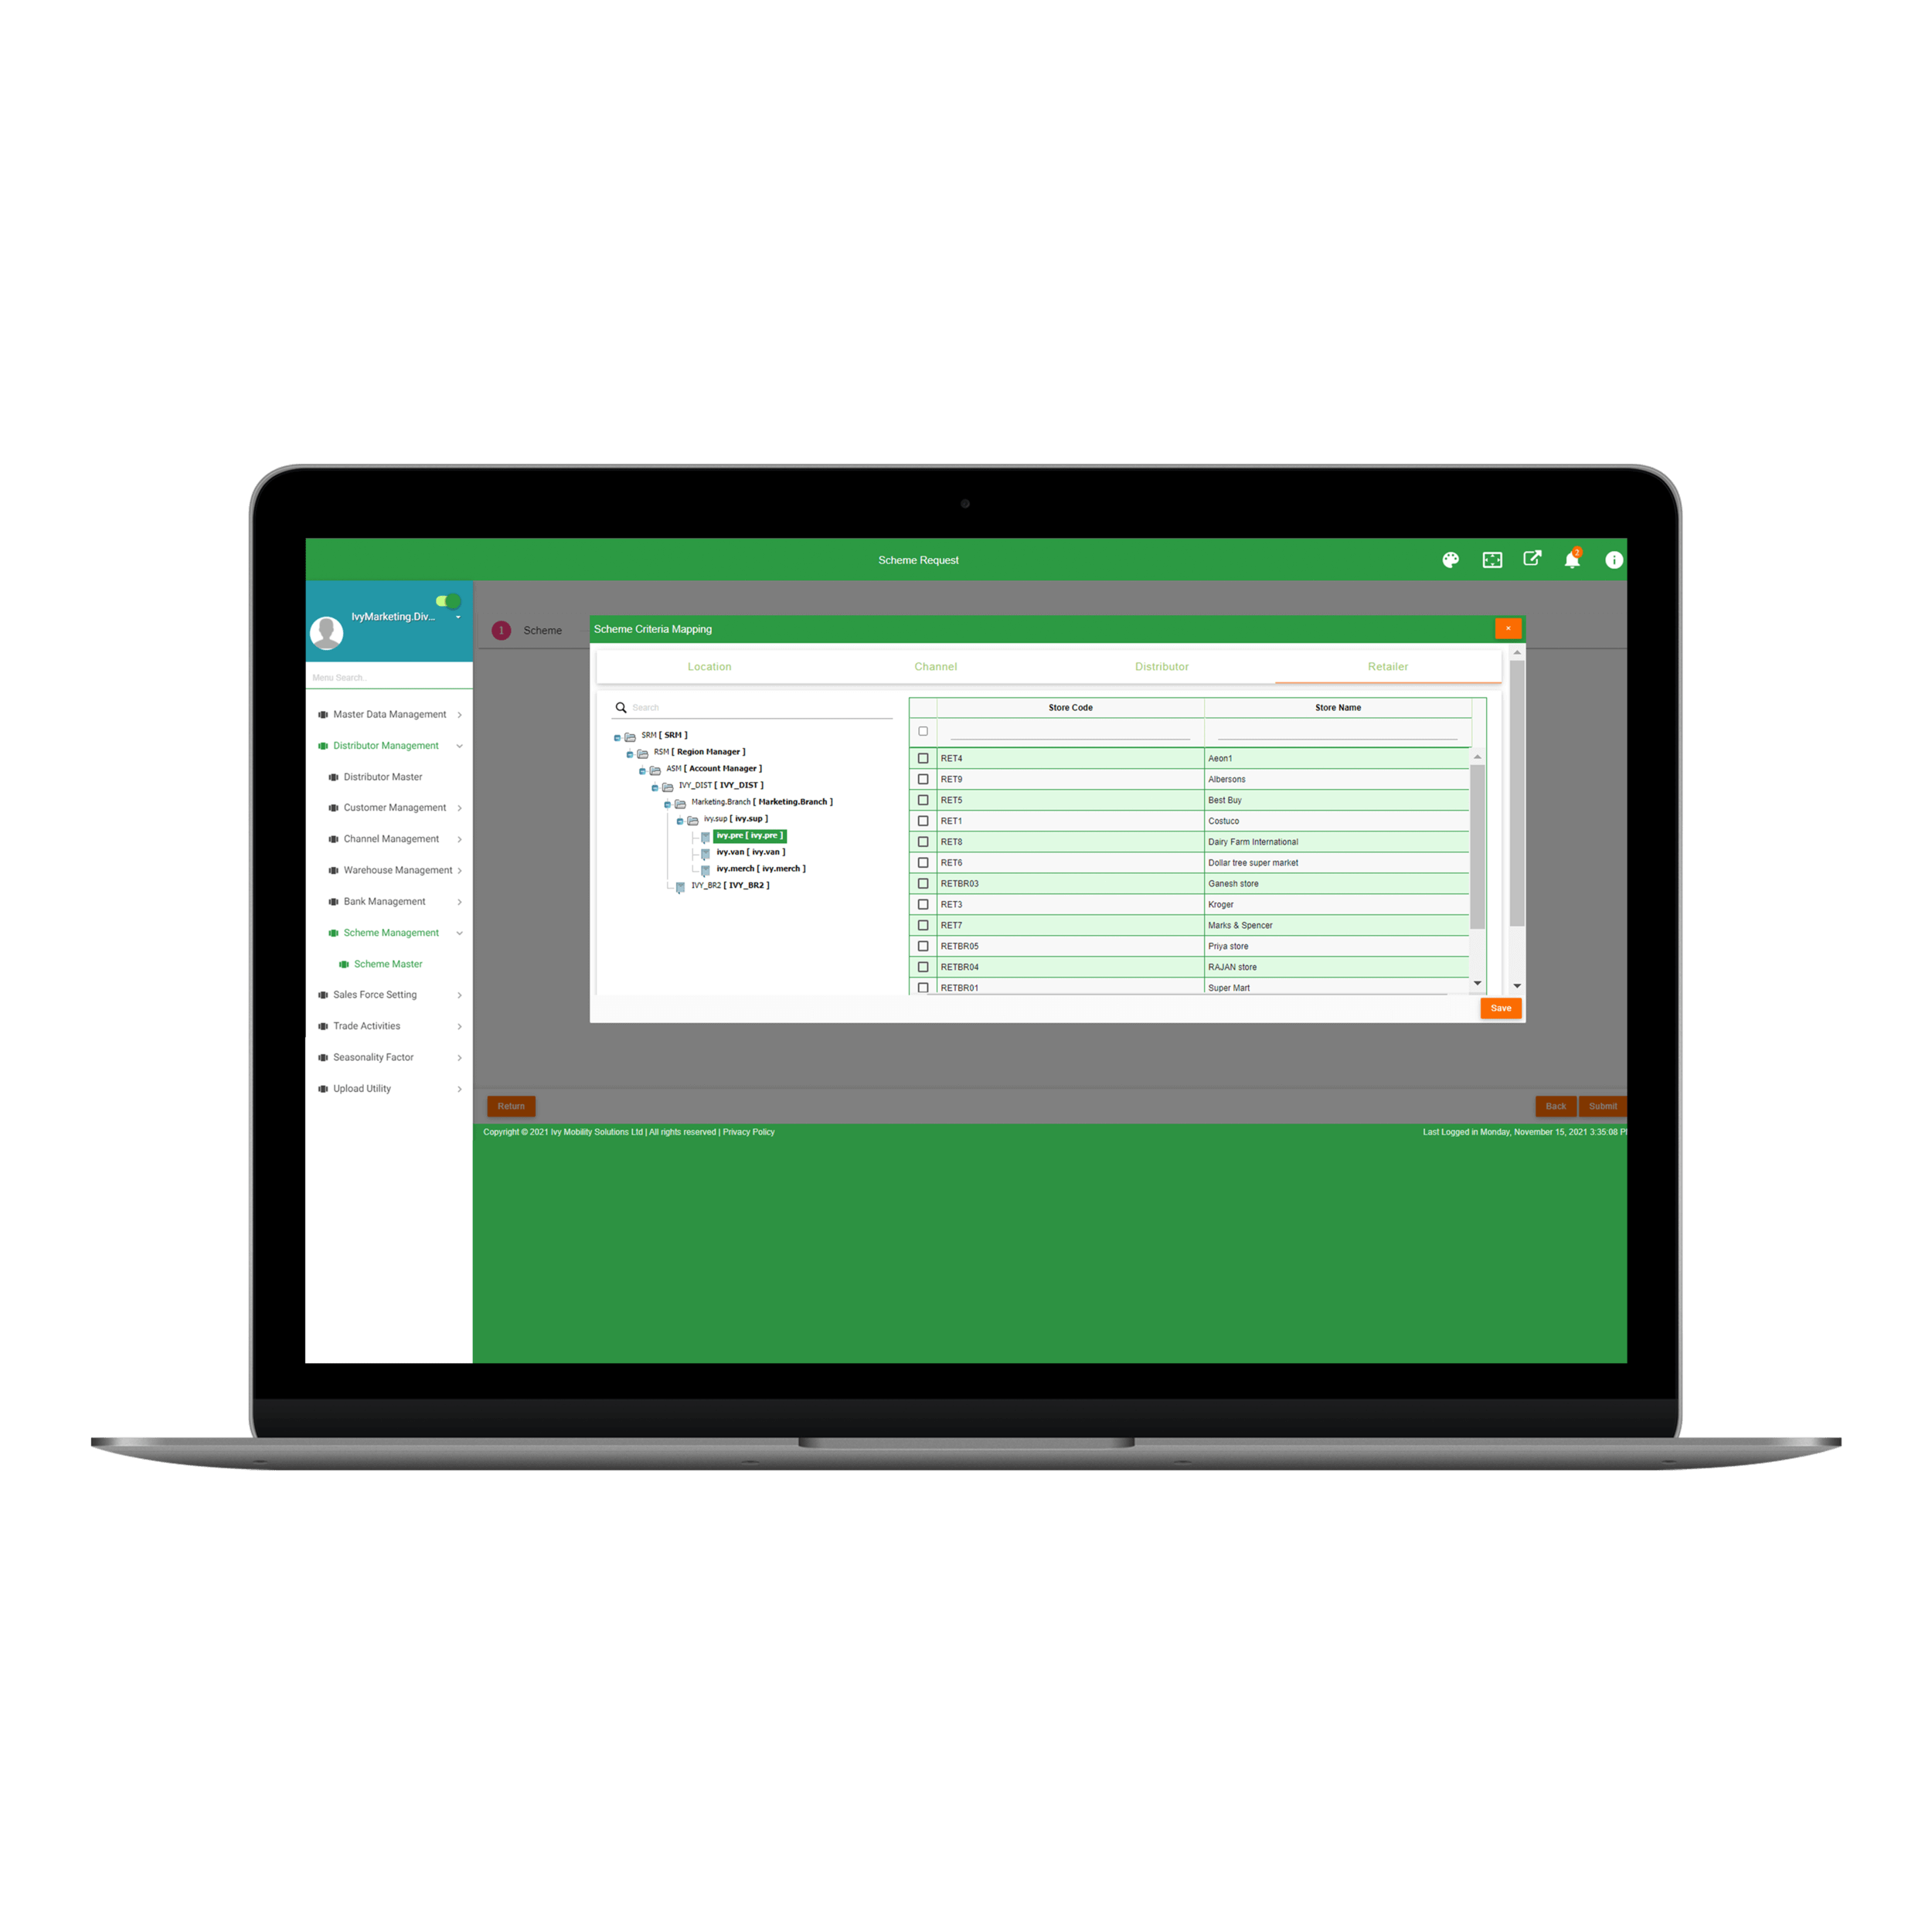 Scheme Request
2
IvyMarketing.Div...
Menu Search..
Master Data Management
Distributor Management
Distributor Master
Customer Management
Channel Management
Warehouse Management
Bank Management
Scheme Management
Scheme Master
Sales Force Setting
Trade Activities
Seasonality Factor
Upload Utility
1 Scheme
Scheme Criteria Mapping
×
Location Channel Distributor Retailer
Search
SRM [ SRM ]
RSM [ Region Manager ]
ASM [ Account Manager ]
IVY_DIST [ IVY_DIST ]
Marketing.Branch [ Marketing.Branch ]
ivy.sup [ ivy.sup ]
ivy.pre [ ivy.pre ]
ivy.van [ ivy.van ]
ivy.merch [ ivy.merch ]
IVY_BR2 [ IVY_BR2 ]
Store Code Store Name
RET4 Aeon1
RET9 Albersons
RET5 Best Buy
RET1 Costuco
RET8 Dairy Farm International
RET6 Dollar tree super market
RETBR03 Ganesh store
RET3 Kroger
RET7 Marks & Spencer
RETBR05 Priya store
RETBR04 RAJAN store
RETBR01 Super Mart
Save
Return Back Submit
Copyright © 2021 Ivy Mobility Solutions Ltd | All rights reserved | Privacy Policy
Last Logged in Monday, November 15, 2021 3:35:08 P